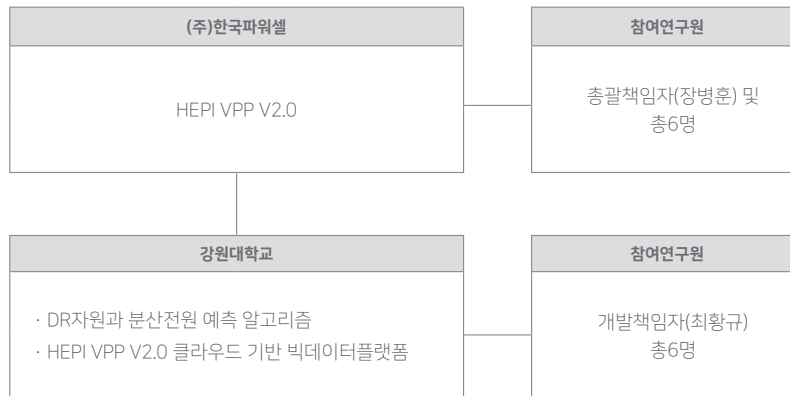 (주)한국파워셀
참여연구원
HEPI VPP V2.0
총괄책임자(장병훈) 및
총6명
강원대학교
참여연구원
· DR자원과 분산전원 예측 알고리즘
· HEPI VPP V2.0 클라우드 기반 빅데이터플랫폼
개발책임자(최황규)
총6명